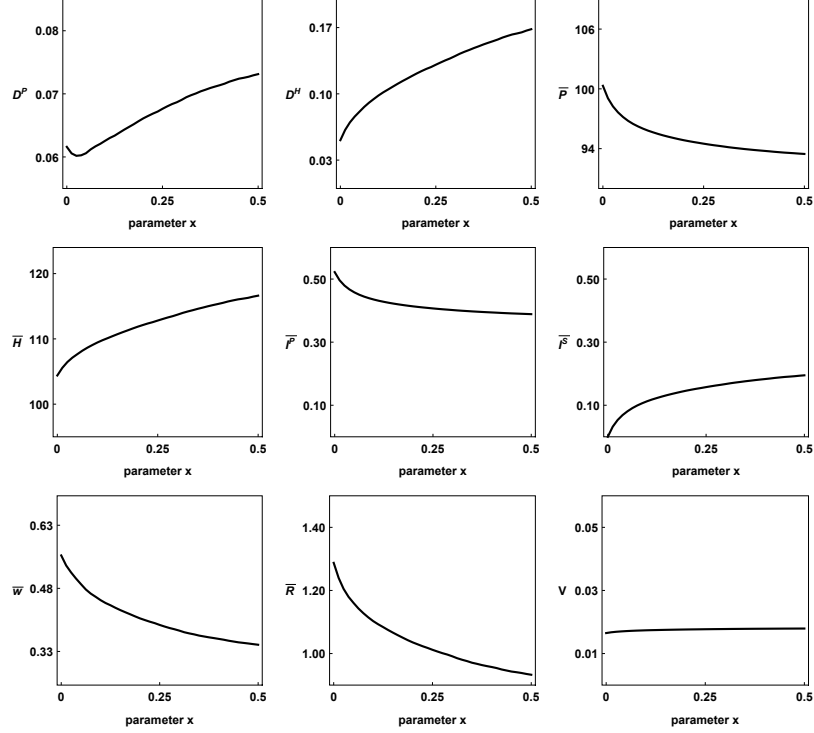 0.08
0.07
0.06
D^P
0 0.25 0.5
parameter x
0.17
0.10
0.03
D^H
0 0.25 0.5
parameter x
106
100
94
P̅
0 0.25 0.5
parameter x
120
110
100
H̅
0 0.25 0.5
parameter x
0.50
0.30
0.10
I̅^P
0 0.25 0.5
parameter x
0.50
0.30
0.10
I̅^S
0 0.25 0.5
parameter x
0.63
0.48
0.33
w̅
0 0.25 0.5
parameter x
1.40
1.20
1.00
R̅
0 0.25 0.5
parameter x
0.05
0.03
0.01
V
0 0.25 0.5
parameter x